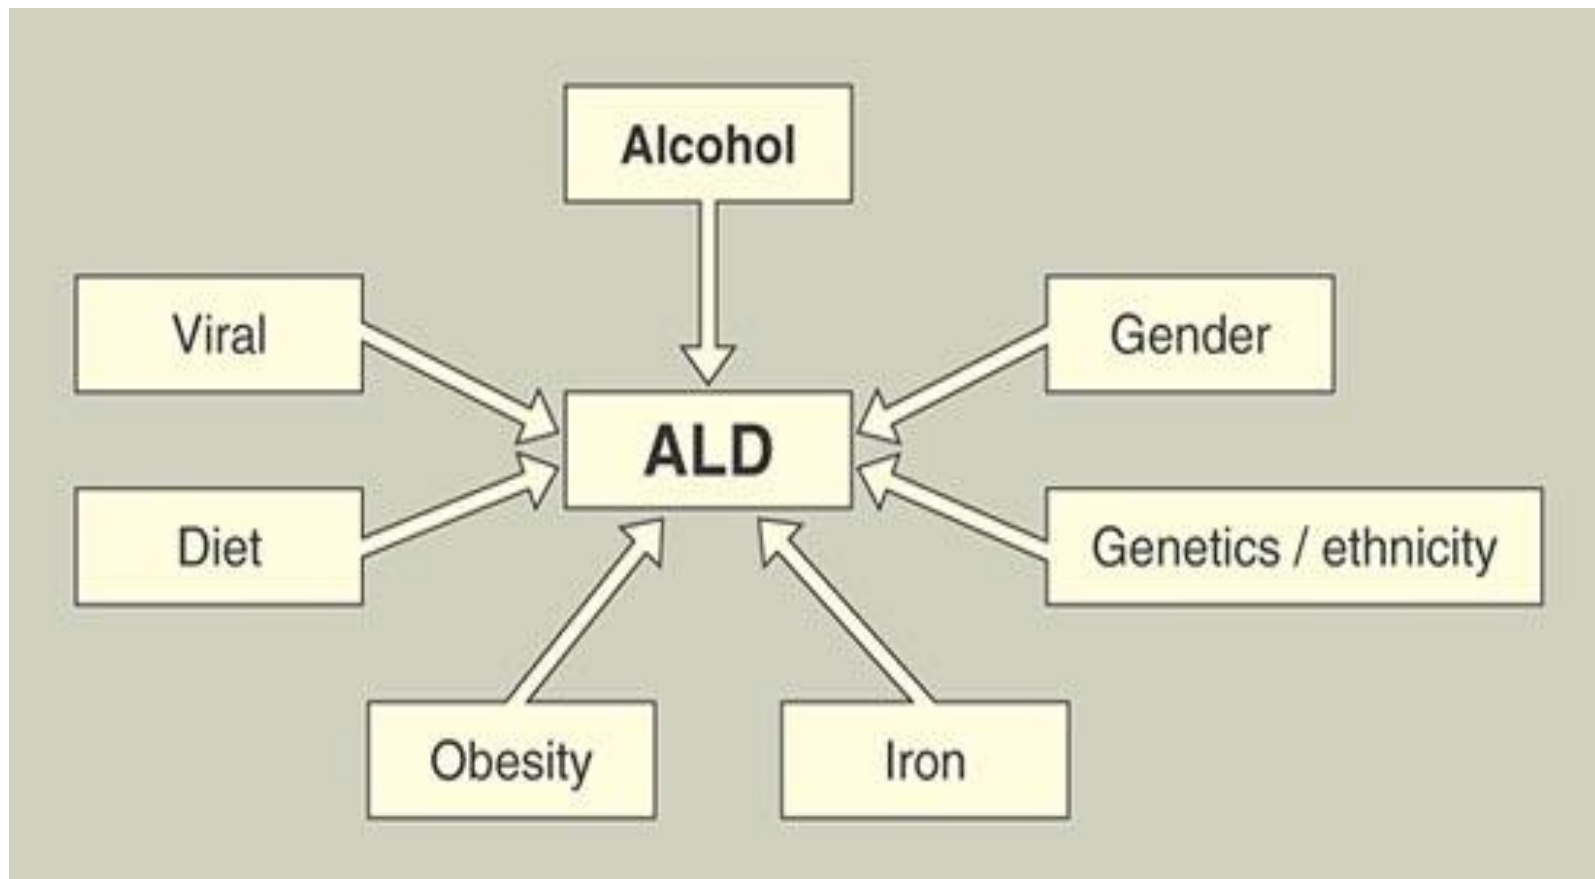 Alcohol
Viral
Gender
ALD
Diet
Genetics / ethnicity
Obesity
Iron